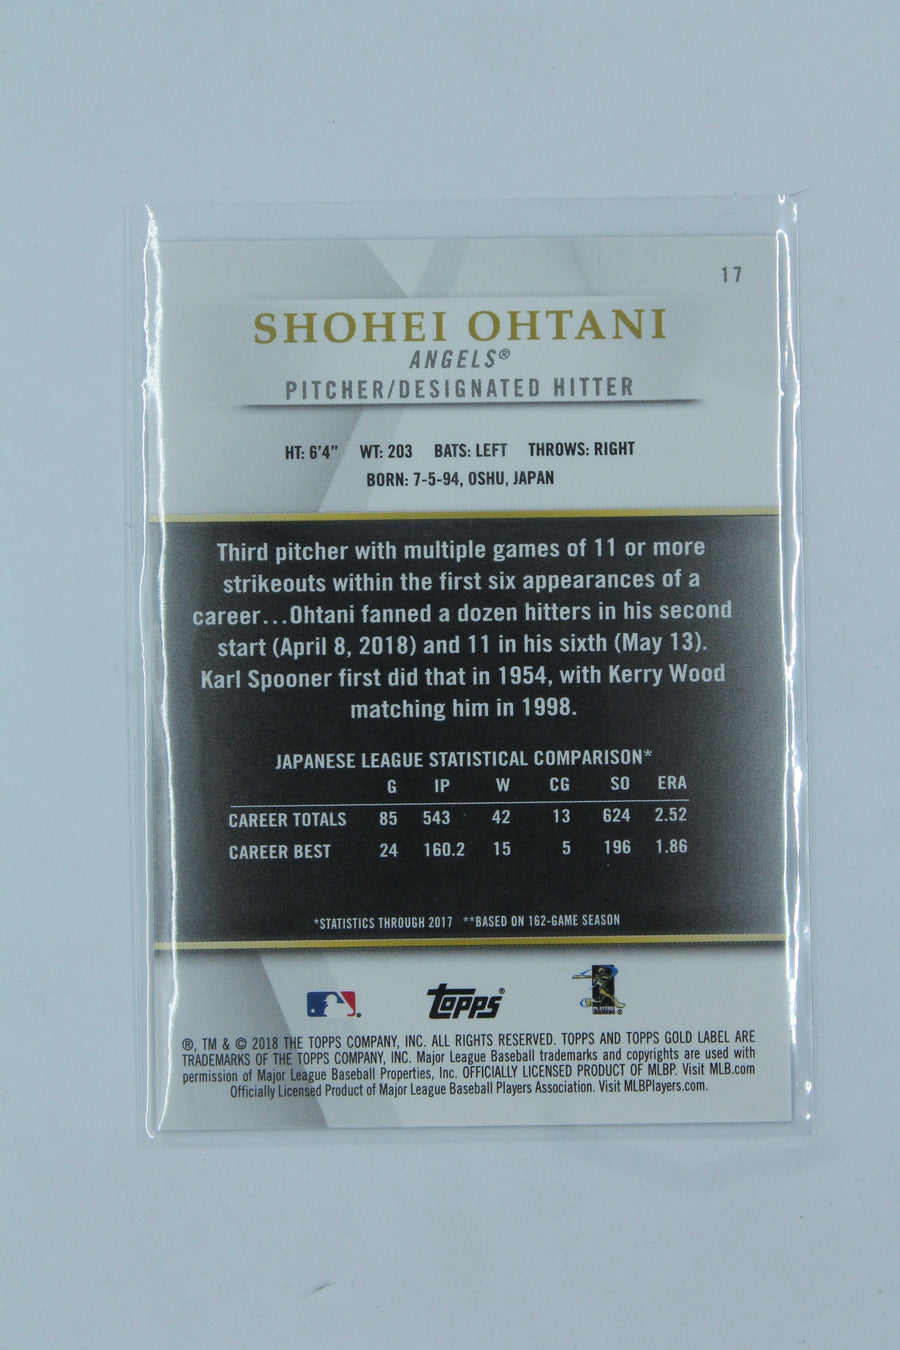 17
SHOHEI OHTANI
ANGELS®
PITCHER/DESIGNATED HITTER
HT: 6'4" WT: 203 BATS: LEFT THROWS: RIGHT
BORN: 7-5-94, OSHU, JAPAN
Third pitcher with multiple games of 11 or more
strikeouts within the first six appearances of a
career...Ohtani fanned a dozen hitters in his second
start (April 8, 2018) and 11 in his sixth (May 13).
Karl Spooner first did that in 1954, with Kerry Wood
matching him in 1998.
JAPANESE LEAGUE STATISTICAL COMPARISON*
G IP W CG SO ERA
CAREER TOTALS 85 543 42 13 624 2.52
CAREER BEST 24 160.2 15 5 196 1.86
*STATISTICS THROUGH 2017 **BASED ON 162-GAME SEASON
Topps® PLAYERS®
®, TM & © 2018 THE TOPPS COMPANY, INC. ALL RIGHTS RESERVED. TOPPS AND TOPPS GOLD LABEL ARE
TRADEMARKS OF THE TOPPS COMPANY, INC. Major League Baseball trademarks and copyrights are used with
permission of Major League Baseball Properties, Inc. OFFICIALLY LICENSED PRODUCT OF MLBP. Visit MLB.com
Officially Licensed Product of Major League Baseball Players Association. Visit MLBPlayers.com.